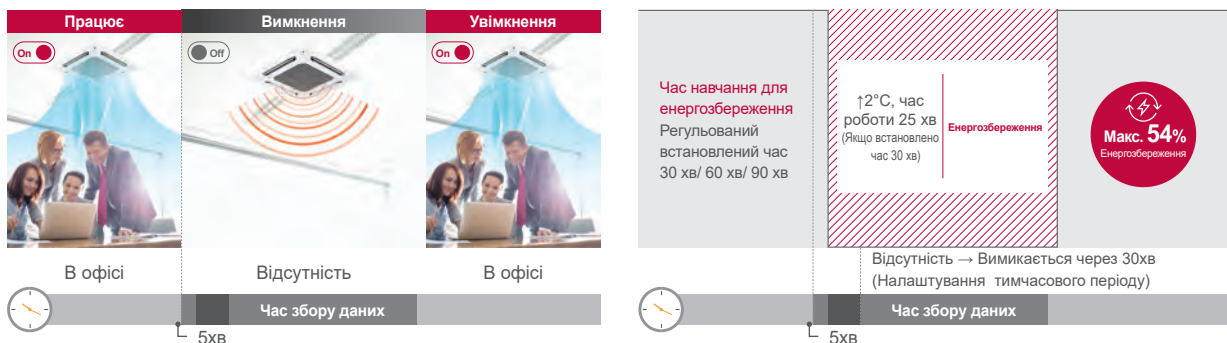 Працює
Вимкнення
Увімкнення
On
Off
On
В офісі
Відсутність
В офісі
Час збору даних
5хв
Час навчання для
енергозбереження
Регульований
встановлений час
30 хв/ 60 хв/ 90 хв
↑2°C, час
роботи 25 хв
(Якщо встановлено
час 30 хв)
Енергозбереження
Макс. 54%
Енергозбереження
Відсутність → Вимикається через 30хв
(Налаштування тимчасового періоду)
Час збору даних
5хв